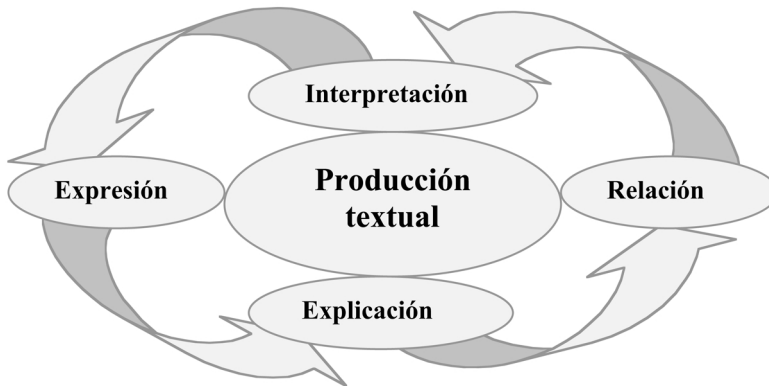 Interpretación
Expresión
Producción
textual
Relación
Explicación